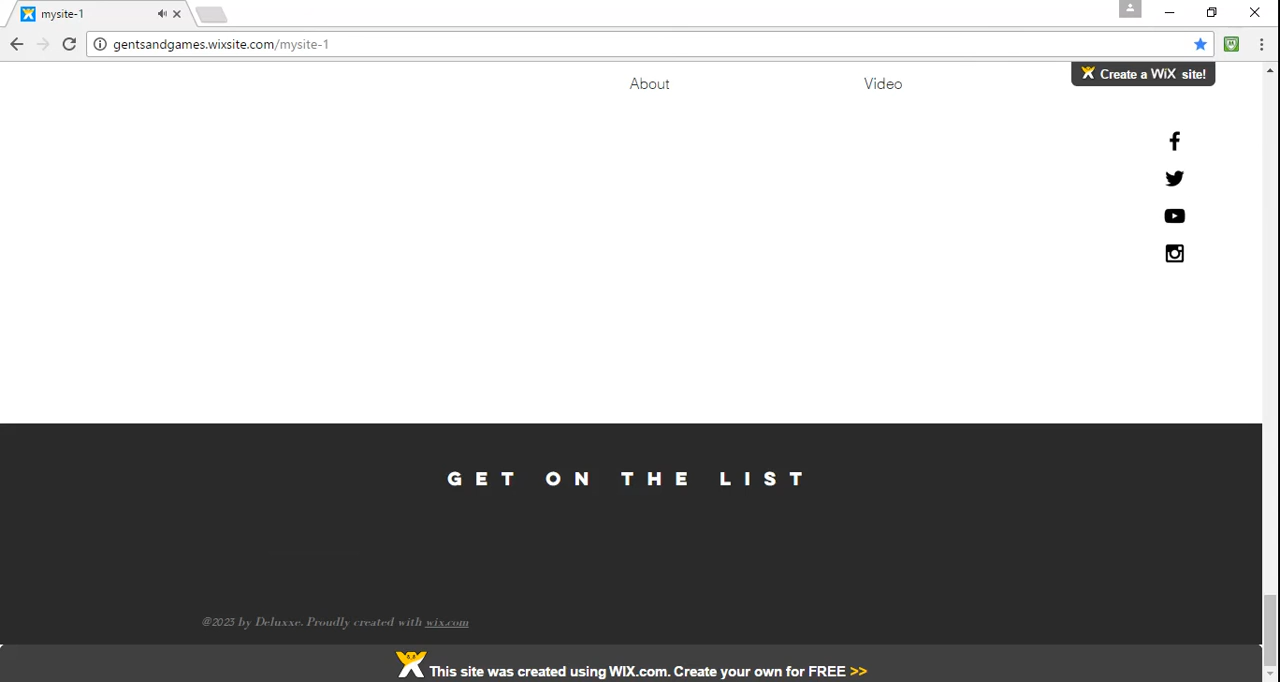 mysite-1
gentsandgames.wixsite.com/mysite-1
Create a WiX site!
About
Video
GET ON THE LIST
@2023 by Deluxxe. Proudly created with wix.com
This site was created using WIX.com. Create your own for FREE >>